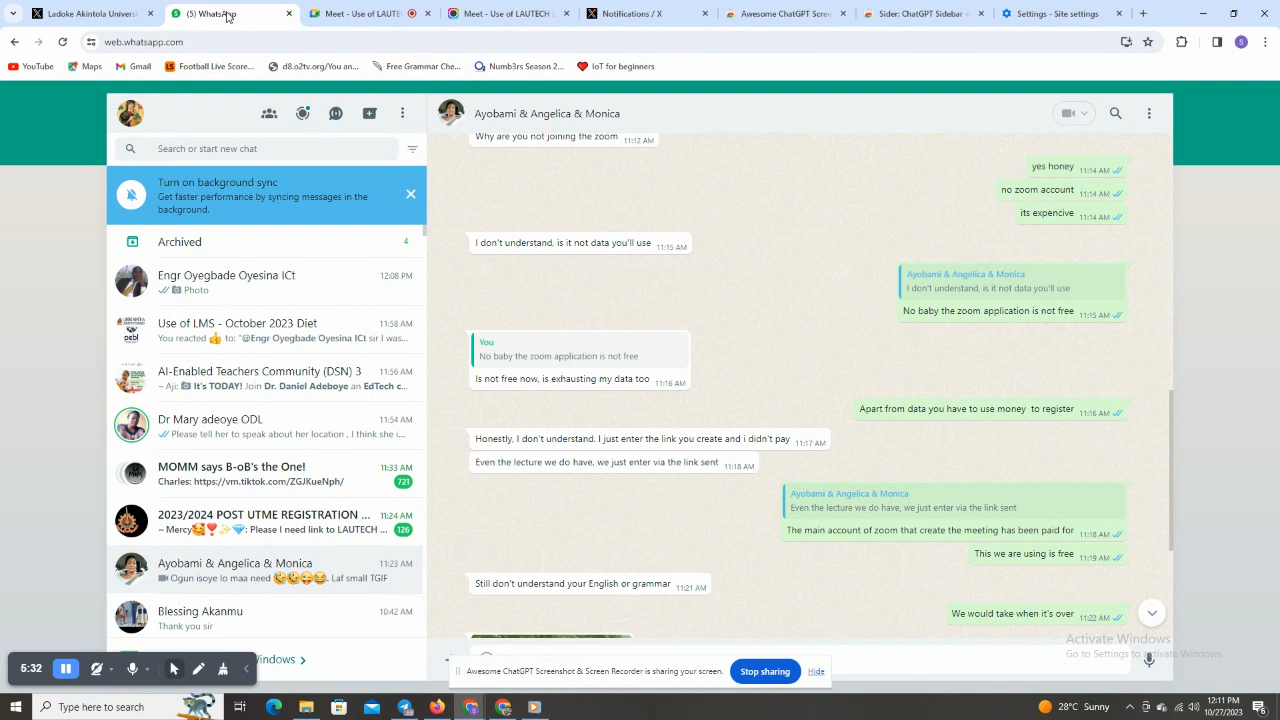 Ladoke Akintola Universi
(5) WhatsApp
Meet - Use of LAUTE
Meet - Use of LAUTECH L
Notifications / X
Awesome ChatGPT Scree
Sider: ChatGPT Sidebar -
Settings - Site settings
web.whatsapp.com
S
YouTube
Maps
Gmail
Football Live Score...
d8.o2tv.org/You an...
Free Grammar Che...
Numb3rs Season 2...
IoT for beginners
Ayobami & Angelica & Monica
Search or start new chat
Turn on background sync
Get faster performance by syncing messages in the
background.
Archived
4
Engr Oyegbade Oyesina ICt
12:08 PM
Photo
Use of LMS - October 2023 Diet
11:58 AM
You reacted 👍 to: "@Engr Oyegbade Oyesina ICt sir I was...
AI-Enabled Teachers Community (DSN) 3
11:56 AM
~ Aji: It's TODAY! Join Dr. Daniel Adeboye an EdTech c...
Dr Mary adeoye ODL
11:54 AM
Please tell her to speak about her location , I think she i...
MOMM says B-oB's the One!
11:33 AM
Charles: https://vm.tiktok.com/ZGJKueNph/
721
2023/2024 POST UTME REGISTRATION ...
11:24 AM
~ Mercy🥰❣️✨💎: Please I need link to LAUTECH ...
126
Ayobami & Angelica & Monica
11:23 AM
Ogun isoye lo maa need 🤣🤣😜😂. Laf small TGIF
Blessing Akanmu
10:42 AM
Thank you sir
Why are you not joining the zoom 11:12 AM
yes honey 11:14 AM
no zoom account 11:14 AM
its expencive 11:14 AM
I don't understand, is it not data you'll use 11:15 AM
Ayobami & Angelica & Monica
I don't understand, is it not data you'll use
No baby the zoom application is not free 11:15 AM
You
No baby the zoom application is not free
Is not free now, is exhausting my data too 11:16 AM
Apart from data you have to use money to register 11:16 AM
Honestly, I don't understand. I just enter the link you create and i didn't pay 11:17 AM
Even the lecture we do have, we just enter via the link sent 11:18 AM
Ayobami & Angelica & Monica
Even the lecture we do have, we just enter via the link sent
The main account of zoom that create the meeting has been paid for 11:18 AM
This we are using is free 11:19 AM
Still don't understand your English or grammar 11:21 AM
We would take when it's over 11:22 AM
Activate Windows
Go to Settings to activate Windows.
5:32
indows
Awesome ChatGPT Screenshot & Screen Recorder is sharing your screen.
Stop sharing
Hide
Type here to search
28°C Sunny
12:11 PM
10/27/2023
6